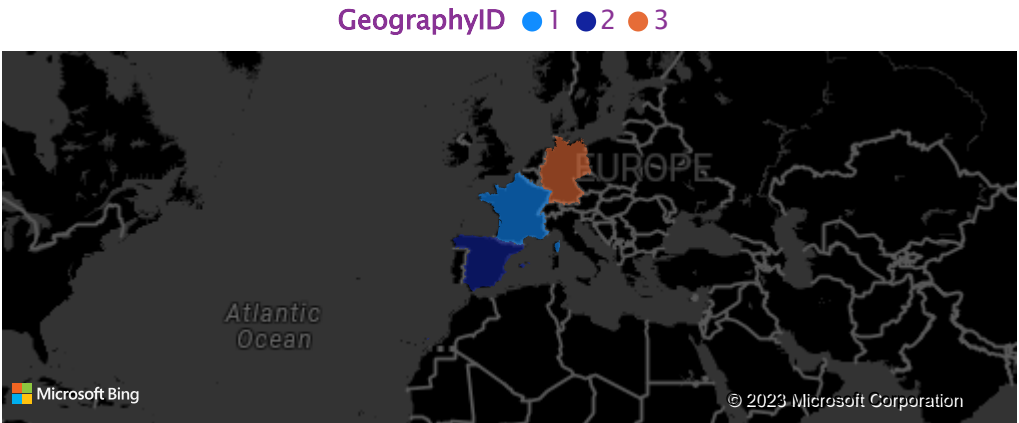 GeographyID 1 2 3
EUROPE
Atlantic
Ocean
Microsoft Bing
© 2023 Microsoft Corporation